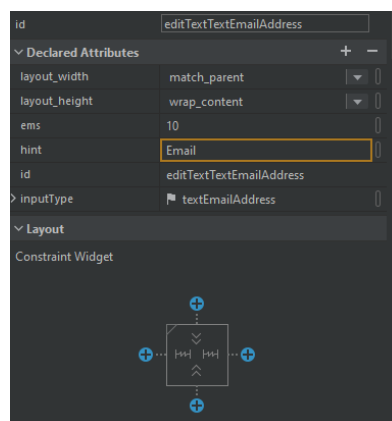 id editTextTextEmailAddress
Declared Attributes
layout_width match_parent
layout_height wrap_content
ems 10
hint Email
id editTextTextEmailAddress
inputType textEmailAddress
Layout
Constraint Widget